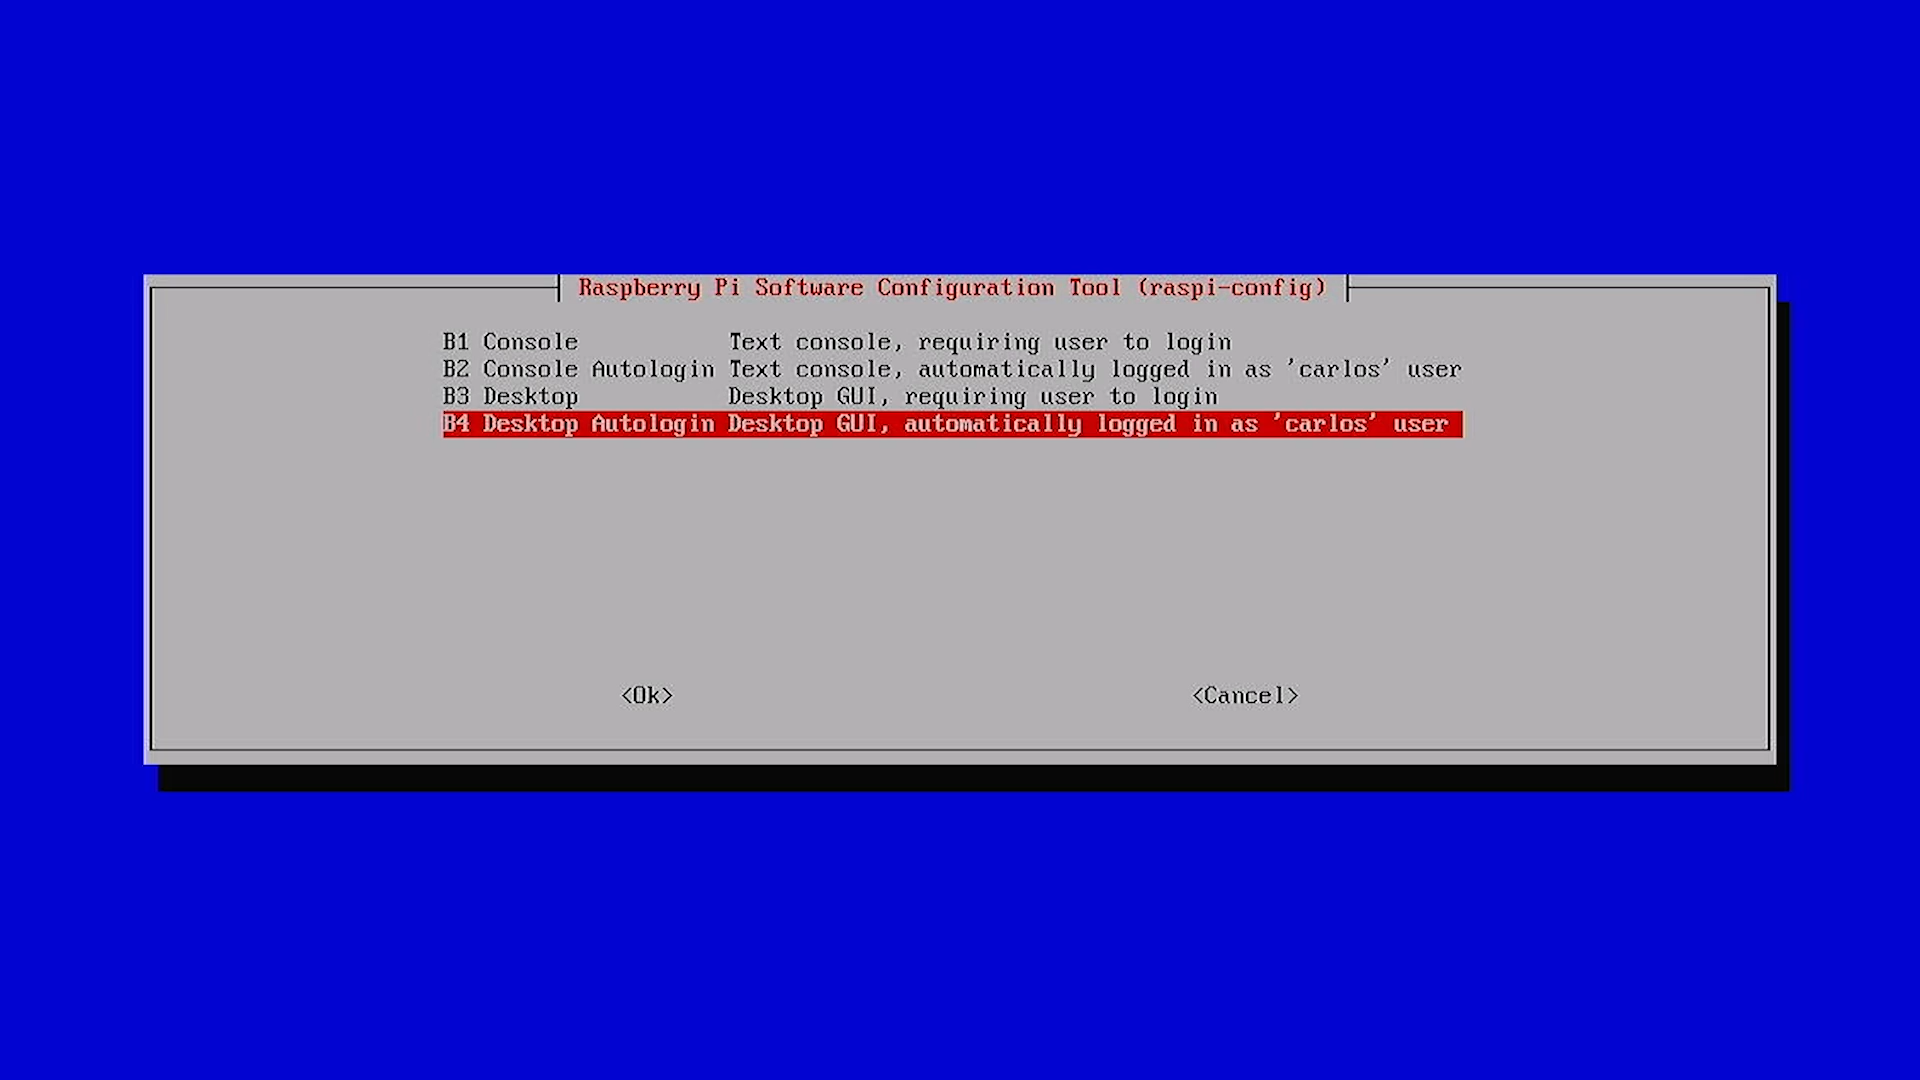 Raspberry Pi Software Configuration Tool (raspi-config)
B1 Console Text console, requiring user to login
B2 Console Autologin Text console, automatically logged in as 'carlos' user
B3 Desktop Desktop GUI, requiring user to login
B4 Desktop Autologin Desktop GUI, automatically logged in as 'carlos' user
<Ok> <Cancel>